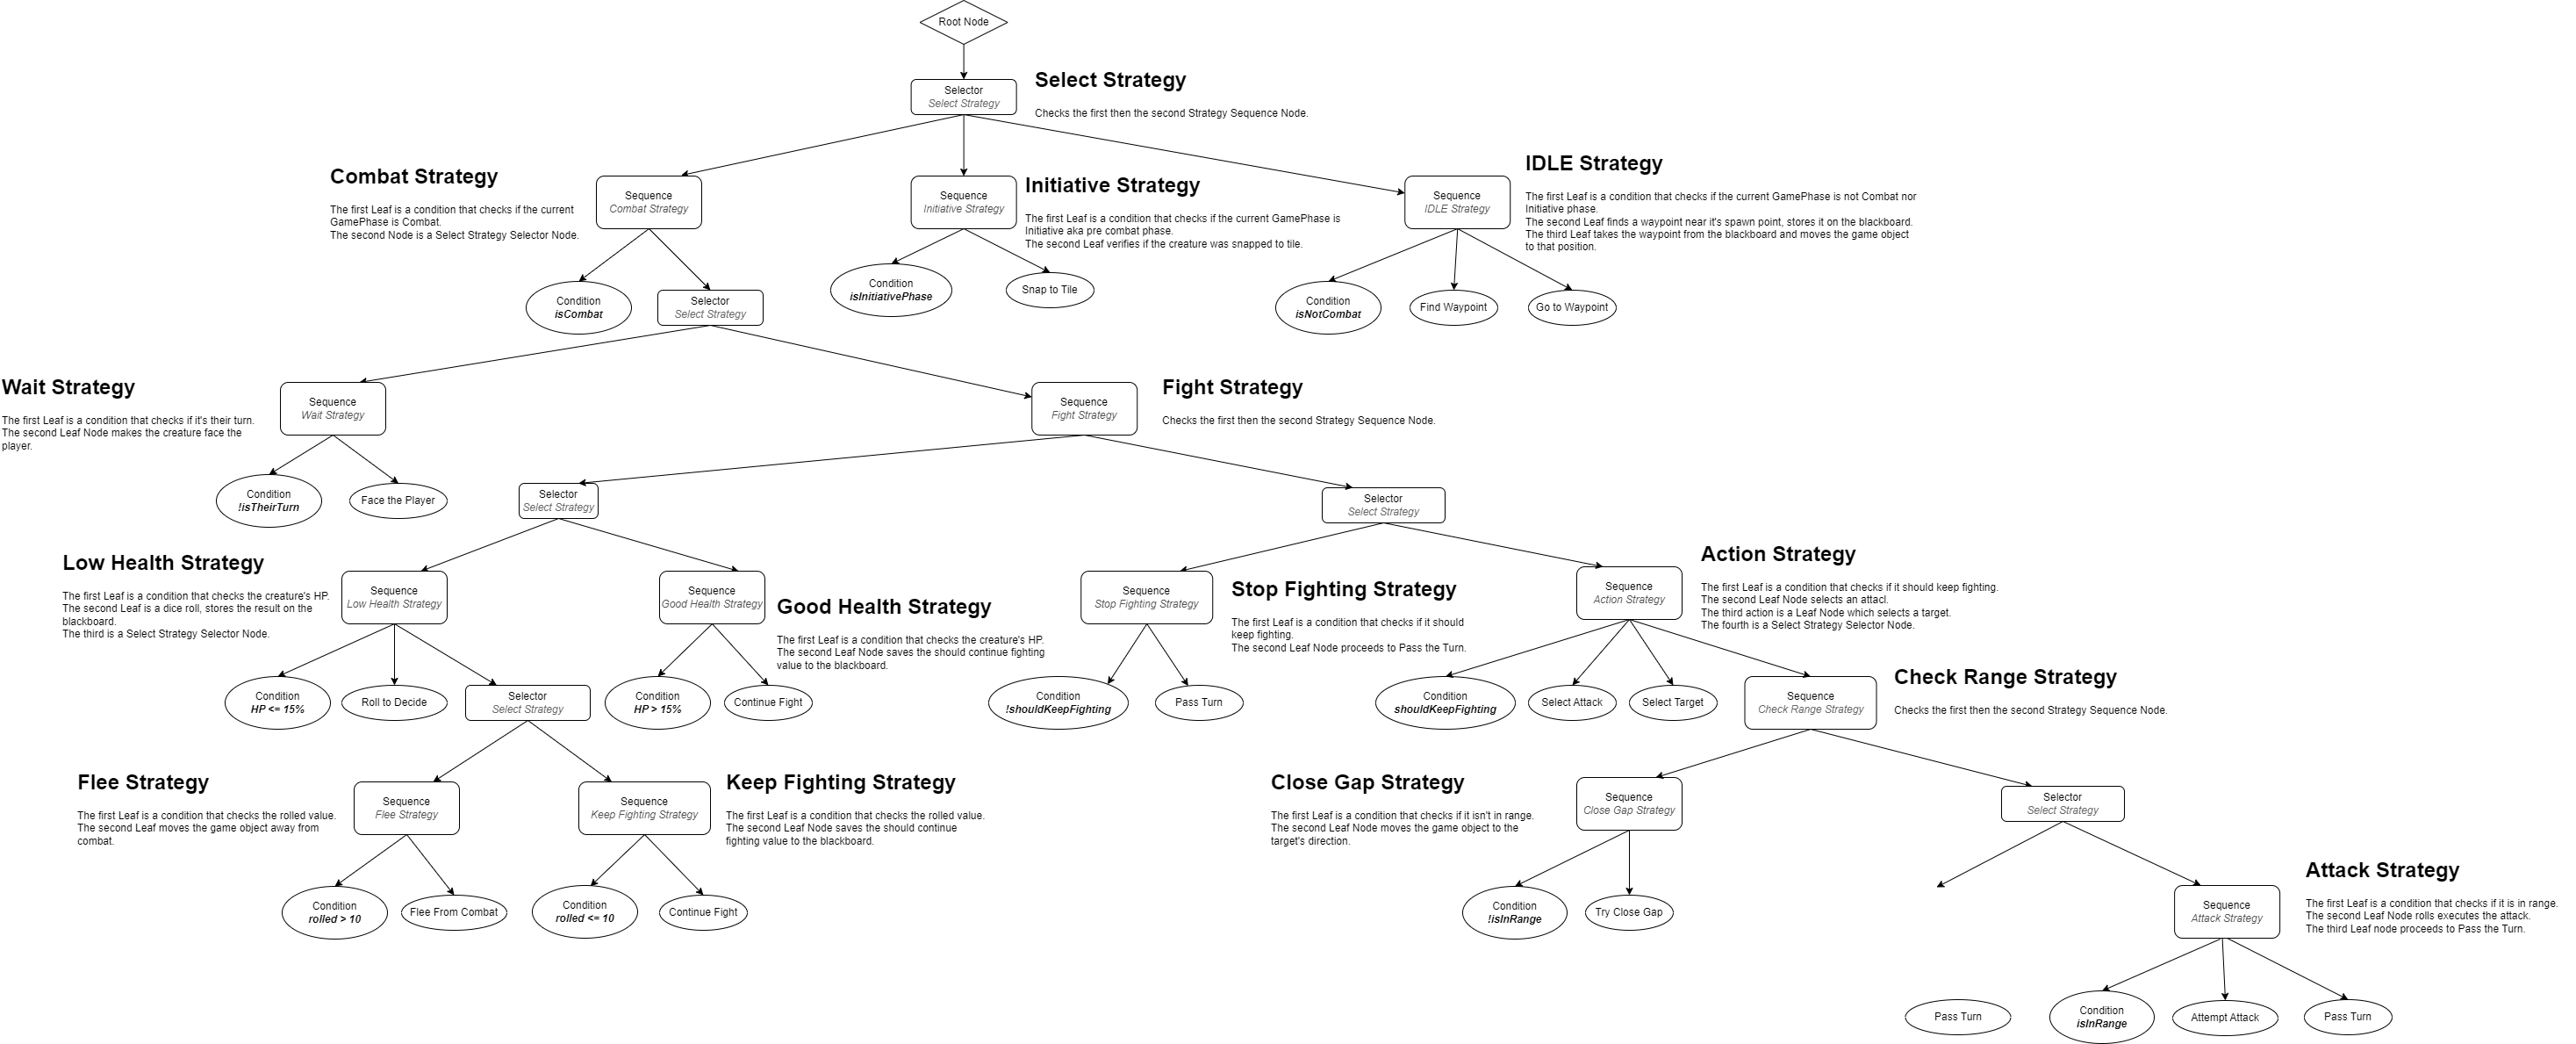 Root Node
Selector
Select Strategy
Select Strategy
Checks the first then the second Strategy Sequence Node.
Combat Strategy
The first Leaf is a condition that checks if the current
GamePhase is Combat.
The second Node is a Select Strategy Selector Node.
Sequence
Combat Strategy
Sequence
Initiative Strategy
Initiative Strategy
The first Leaf is a condition that checks if the current GamePhase is
Initiative aka pre combat phase.
The second Leaf verifies if the creature was snapped to tile.
Sequence
IDLE Strategy
IDLE Strategy
The first Leaf is a condition that checks if the current GamePhase is not Combat nor
Initiative phase.
The second Leaf finds a waypoint near it's spawn point, stores it on the blackboard.
The third Leaf takes the waypoint from the blackboard and moves the game object
to that position.
Condition
isCombat
Selector
Select Strategy
Condition
isInitiativePhase
Snap to Tile
Condition
isNotCombat
Find Waypoint
Go to Waypoint
Wait Strategy
The first Leaf is a condition that checks if it's their turn.
The second Leaf Node makes the creature face the
player.
Sequence
Wait Strategy
Sequence
Fight Strategy
Fight Strategy
Checks the first then the second Strategy Sequence Node.
Condition
!isTheirTurn
Face the Player
Selector
Select Strategy
Selector
Select Strategy
Low Health Strategy
The first Leaf is a condition that checks the creature's HP.
The second Leaf is a dice roll, stores the result on the
blackboard.
The third is a Select Strategy Selector Node.
Sequence
Low Health Strategy
Sequence
Good Health Strategy
Good Health Strategy
The first Leaf is a condition that checks the creature's HP.
The second Leaf Node saves the should continue fighting
value to the blackboard.
Sequence
Stop Fighting Strategy
Stop Fighting Strategy
The first Leaf is a condition that checks if it should
keep fighting.
The second Leaf Node proceeds to Pass the Turn.
Sequence
Action Strategy
Action Strategy
The first Leaf is a condition that checks if it should keep fighting.
The second Leaf Node selects an attacl.
The third action is a Leaf Node which selects a target.
The fourth is a Select Strategy Selector Node.
Condition
HP <= 15%
Roll to Decide
Selector
Select Strategy
Condition
HP > 15%
Continue Fight
Condition
!shouldKeepFighting
Pass Turn
Condition
shouldKeepFighting
Select Attack
Select Target
Sequence
Check Range Strategy
Check Range Strategy
Checks the first then the second Strategy Sequence Node.
Flee Strategy
The first Leaf is a condition that checks the rolled value.
The second Leaf moves the game object away from
combat.
Sequence
Flee Strategy
Sequence
Keep Fighting Strategy
Keep Fighting Strategy
The first Leaf is a condition that checks the rolled value.
The second Leaf Node saves the should continue
fighting value to the blackboard.
Close Gap Strategy
The first Leaf is a condition that checks if it isn't in range.
The second Leaf Node moves the game object to the
target's direction.
Sequence
Close Gap Strategy
Selector
Select Strategy
Condition
rolled > 10
Flee From Combat
Condition
rolled <= 10
Continue Fight
Condition
!isInRange
Try Close Gap
Sequence
Attack Strategy
Attack Strategy
The first Leaf is a condition that checks if it is in range.
The second Leaf Node rolls executes the attack.
The third Leaf node proceeds to Pass the Turn.
Pass Turn
Condition
isInRange
Attempt Attack
Pass Turn